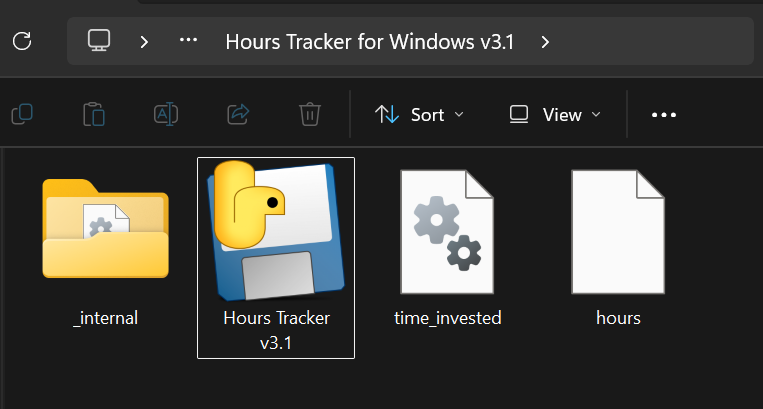 Hours Tracker for Windows v3.1
Sort
View
_internal
Hours Tracker
v3.1
time_invested
hours